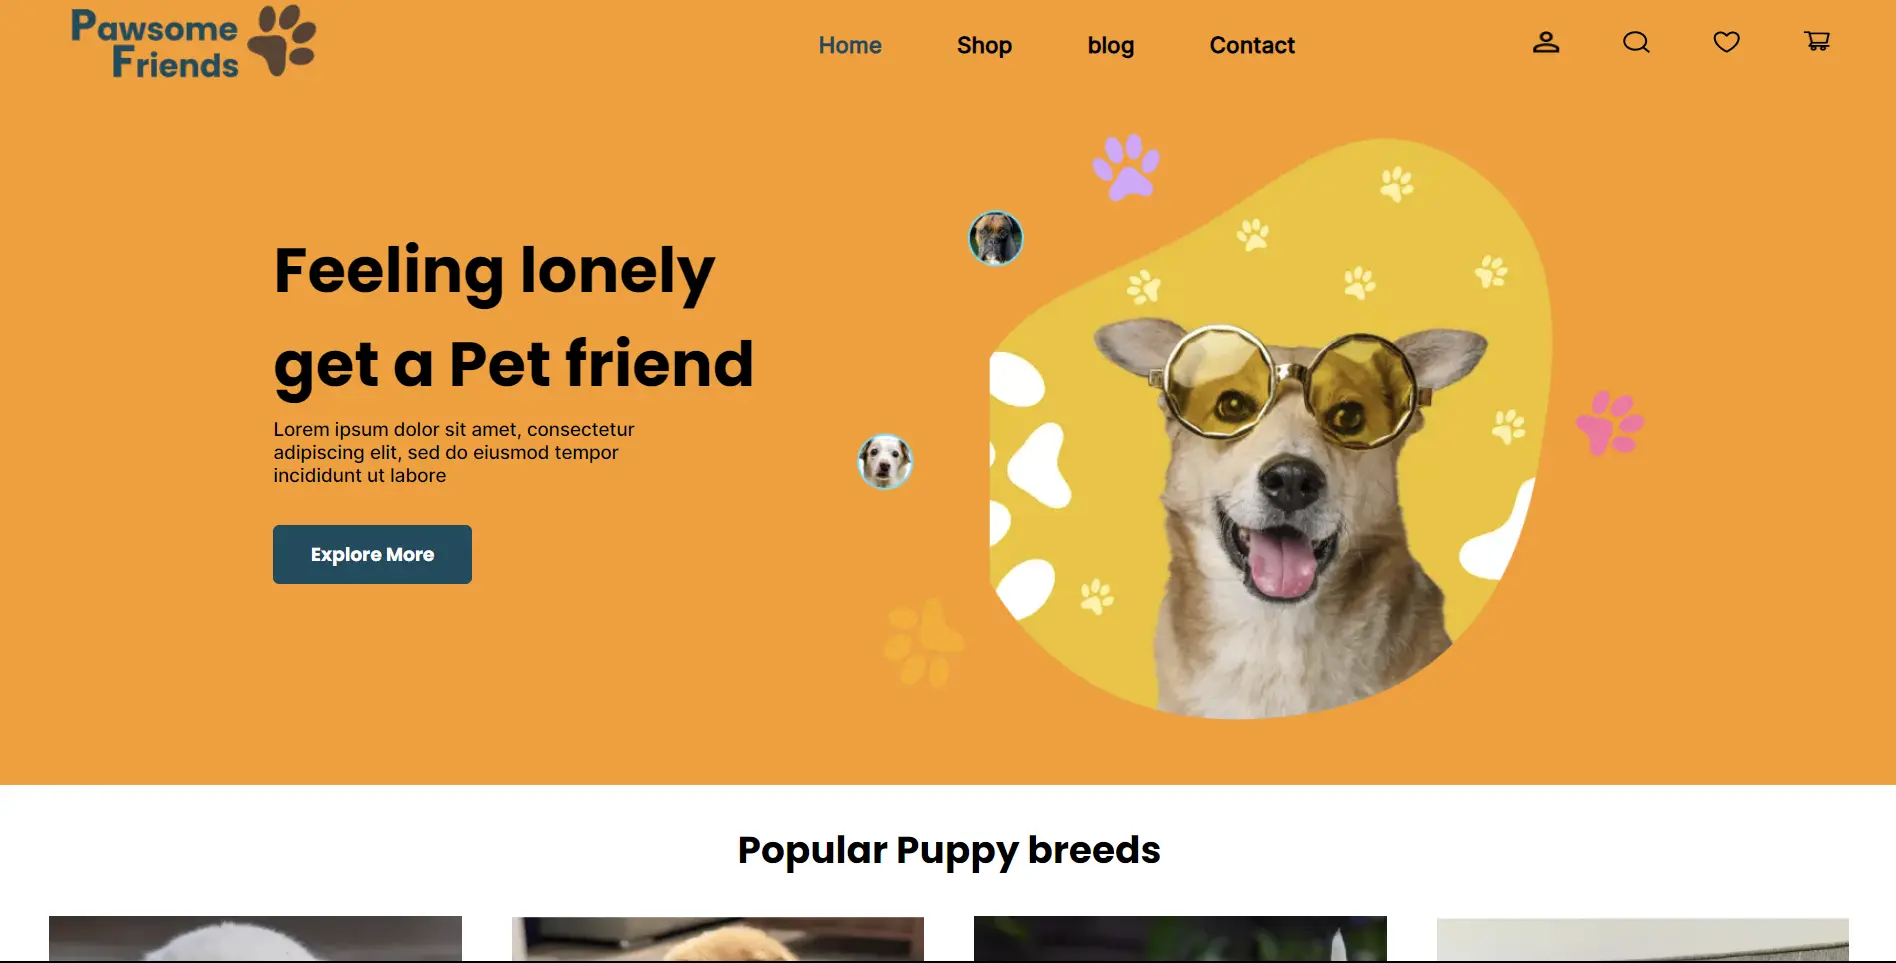 Pawsome
Friends
Home
Shop
blog
Contact
Feeling lonely
get a Pet friend
Lorem ipsum dolor sit amet, consectetur
adipiscing elit, sed do eiusmod tempor
incididunt ut labore
Explore More
Popular Puppy breeds